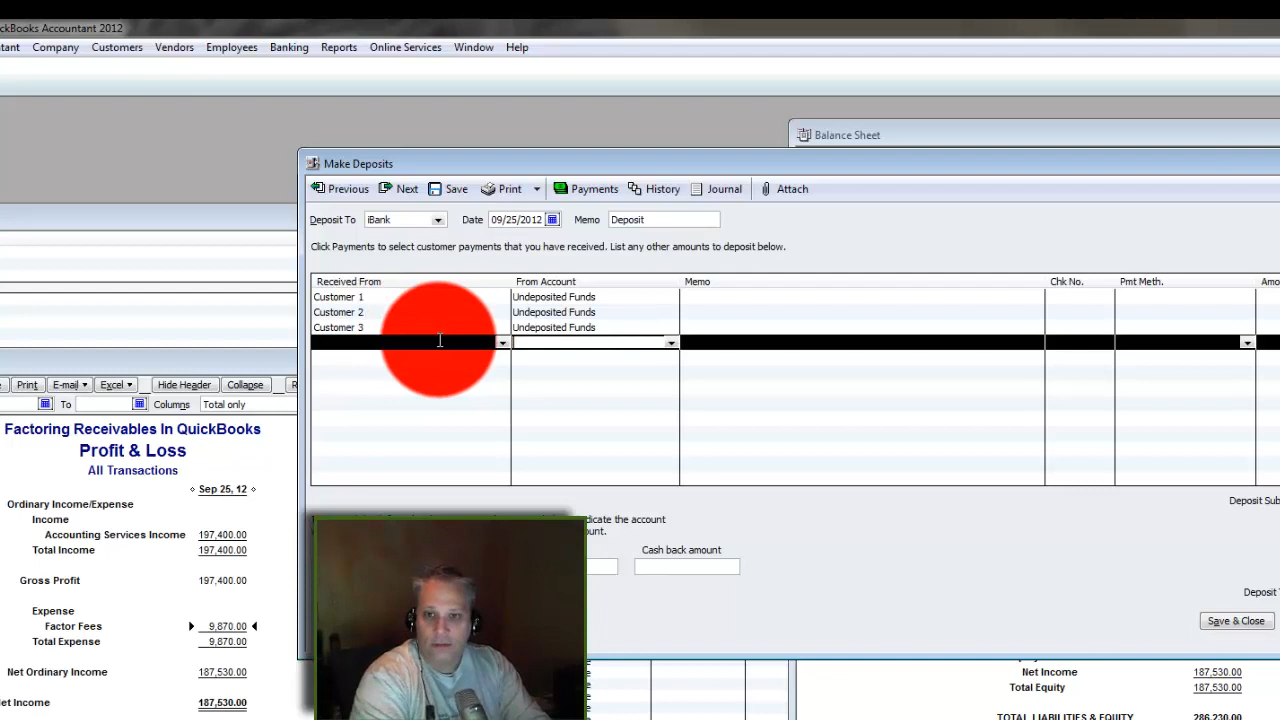 ckBooks Accountant 2012
tant Company Customers Vendors Employees Banking Reports Online Services Window Help
Balance Sheet
Make Deposits
Previous Next Save Print Payments History Journal Attach
Deposit To iBank Date 09/25/2012 Memo Deposit
Click Payments to select customer payments that you have received. List any other amounts to deposit below.
Received From From Account Memo Chk No. Pmt Meth. Amo
Customer 1 Undeposited Funds
Customer 2 Undeposited Funds
Customer 3 Undeposited Funds
Print E-mail Excel Hide Header Collapse R
To Columns Total only
Factoring Receivables In QuickBooks
Profit & Loss
All Transactions
Sep 25, 12
Ordinary Income/Expense
Income
Accounting Services Income 197,400.00
Total Income 197,400.00
Gross Profit 197,400.00
Expense
Factor Fees 9,870.00
Total Expense 9,870.00
Net Ordinary Income 187,530.00
et Income 187,530.00
Deposit Sub
dicate the account
unt.
Cash back amount
Deposit
Save & Close
Net Income 187,530.00
Total Equity 187,530.00
TOTAL LIABILITIES & EQUITY 286,230.00